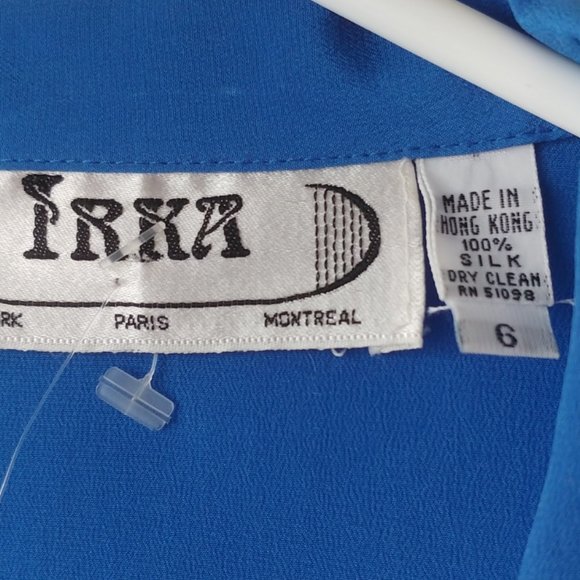 IRKA
RK PARIS MONTREAL
MADE IN
HONG KONG
100%
SILK
DRY CLEAN
RN 51098
6